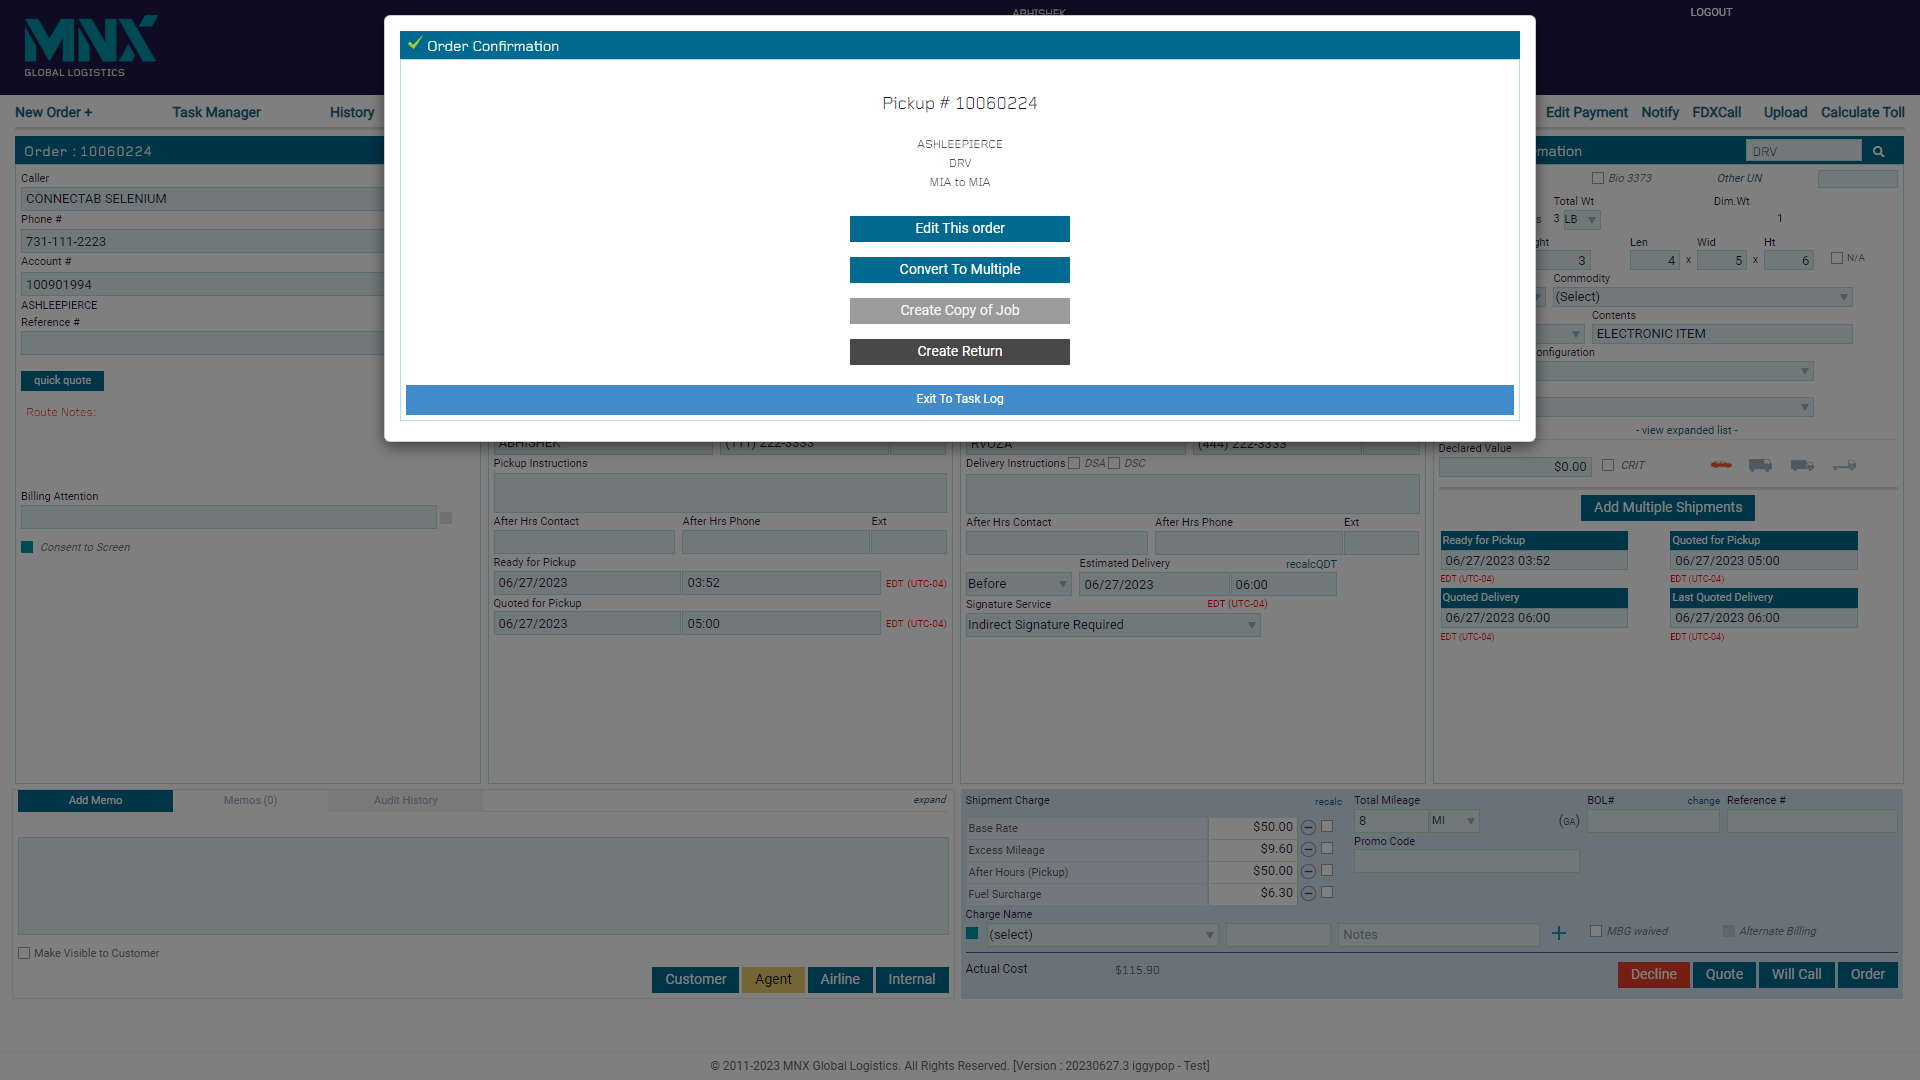 MNX
GLOBAL LOGISTICS
LOGOUT
New Order +
Task Manager
History
Edit Payment
Notify
FDXCall
Upload
Calculate Toll
Order Confirmation
Pickup # 10060224
ASHLEEPIERCE
DRV
MIA to MIA
Edit This order
Convert To Multiple
Create Copy of Job
Create Return
Exit To Task Log
Order : 10060224
Caller
CONNECTAB SELENIUM
Phone #
731-111-2223
Account #
100901994
ASHLEEPIERCE
Reference #
quick quote
Route Notes:
Billing Attention
Consent to Screen
ABHISHEK
(111) 222-3333
Pickup Instructions
After Hrs Contact
After Hrs Phone
Ext
Ready for Pickup
06/27/2023
03:52
EDT (UTC-04)
Quoted for Pickup
06/27/2023
05:00
EDT (UTC-04)
RVOZA
(444) 222-3333
Delivery Instructions
DSA
DSC
After Hrs Contact
After Hrs Phone
Ext
Estimated Delivery
recalcQDT
Before
06/27/2023
06:00
Signature Service
EDT (UTC-04)
Indirect Signature Required
mation
DRV
Bio 3373
Other UN
Total Wt
Dim.Wt
s
3
LB
1
ght
Len
Wid
Ht
3
4
x
5
x
6
N/A
Commodity
(Select)
Contents
ELECTRONIC ITEM
onfiguration
- view expanded list -
Declared Value
$0.00
CRIT
Add Multiple Shipments
Ready for Pickup
06/27/2023 03:52
EDT (UTC-04)
Quoted for Pickup
06/27/2023 05:00
EDT (UTC-04)
Quoted Delivery
06/27/2023 06:00
EDT (UTC-04)
Last Quoted Delivery
06/27/2023 06:00
EDT (UTC-04)
Add Memo
Memos (0)
Audit History
expand
Make Visible to Customer
Customer
Agent
Airline
Internal
Shipment Charge
recalc
Base Rate
$50.00
Excess Mileage
$9.60
After Hours (Pickup)
$50.00
Fuel Surcharge
$6.30
Charge Name
(select)
Notes
Total Mileage
8
MI
(GA)
BOL#
change
Reference #
Promo Code
MBG waived
Alternate Billing
Actual Cost
$115.90
Decline
Quote
Will Call
Order
© 2011-2023 MNX Global Logistics. All Rights Reserved. [Version : 20230627.3 iggypop - Test]